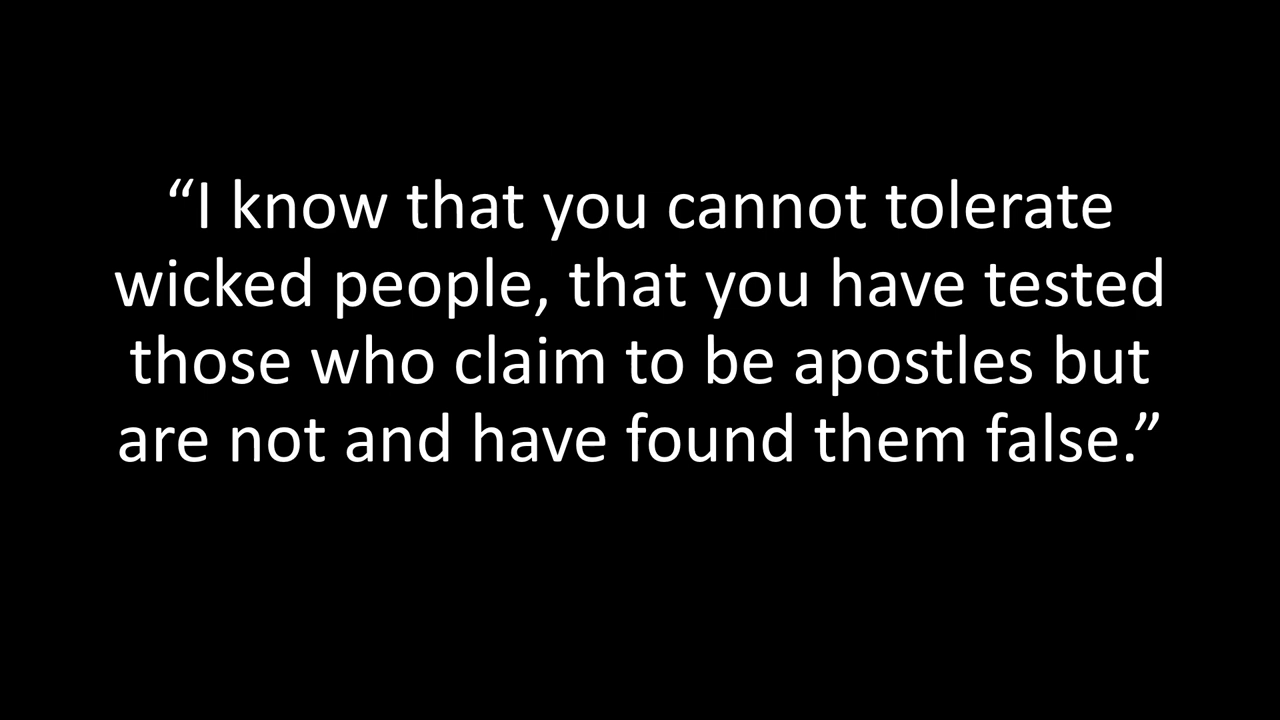 “I know that you cannot tolerate
wicked people, that you have tested
those who claim to be apostles but
are not and have found them false.”